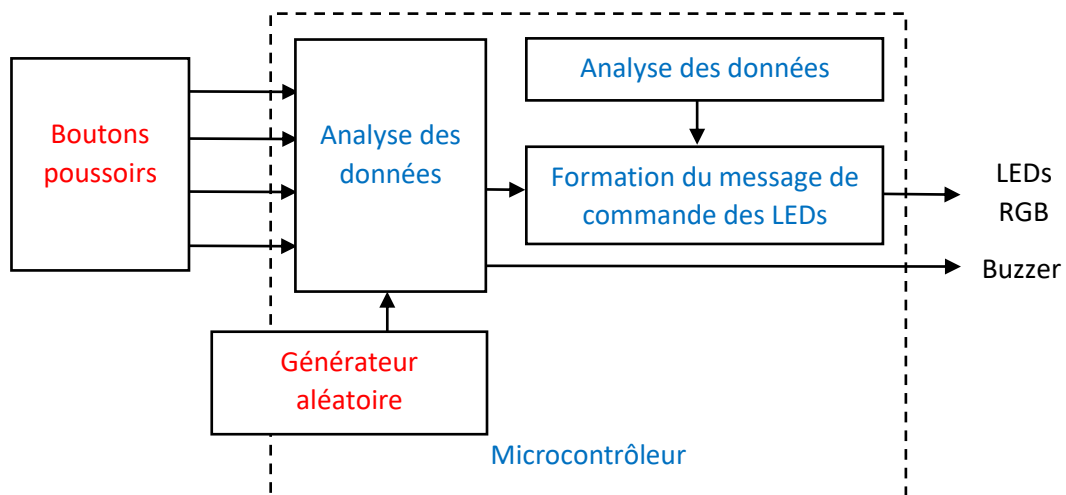 Boutons
poussoirs
Analyse des
données
Analyse des données
Formation du message de
commande des LEDs
LEDs
RGB
Buzzer
Générateur
aléatoire
Microcontrôleur